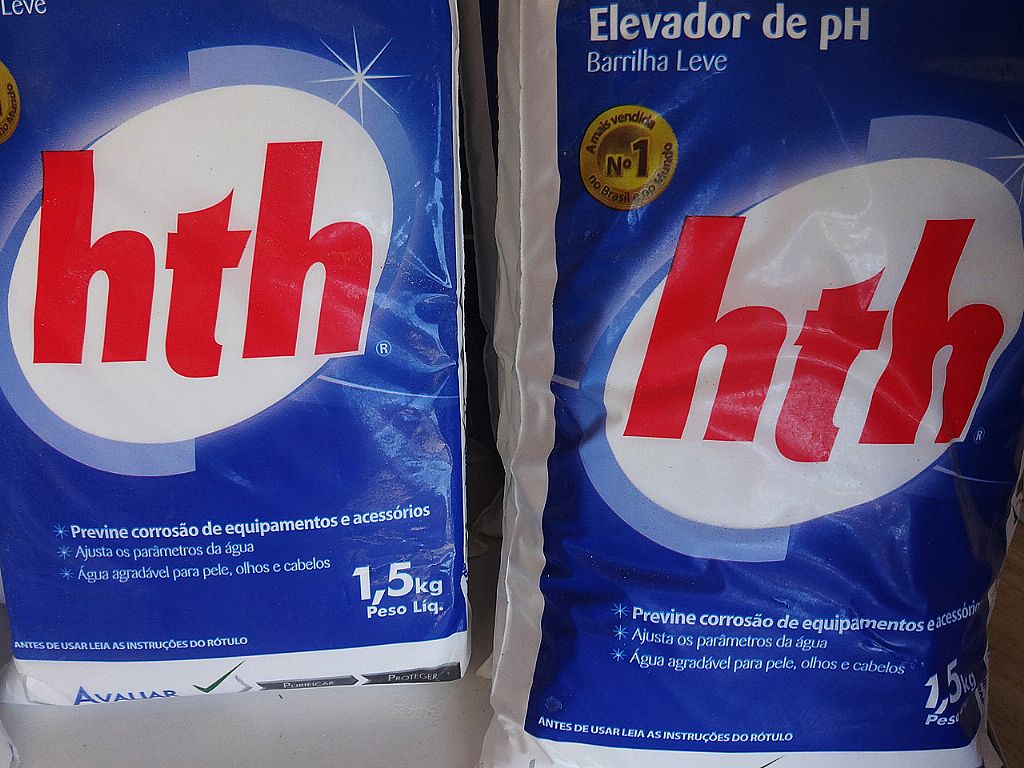 Leve
hth
®
Previne corrosão de equipamentos e acessórios
Ajusta os parâmetros da água
Água agradável para pele, olhos e cabelos
1,5kg
Peso Líq.
ANTES DE USAR LEIA AS INSTRUÇÕES DO RÓTULO
AVALIAR
PURIFICAR
PROTEGER
Elevador de pH
Barrilha Leve
A mais vendida
Nº1
no Brasil e no Mundo
hth
®
Previne corrosão de equipamentos e acessórios
Ajusta os parâmetros da água
Água agradável para pele, olhos e cabelos
1,5kg
Peso
ANTES DE USAR LEIA AS INSTRUÇÕES DO RÓTULO